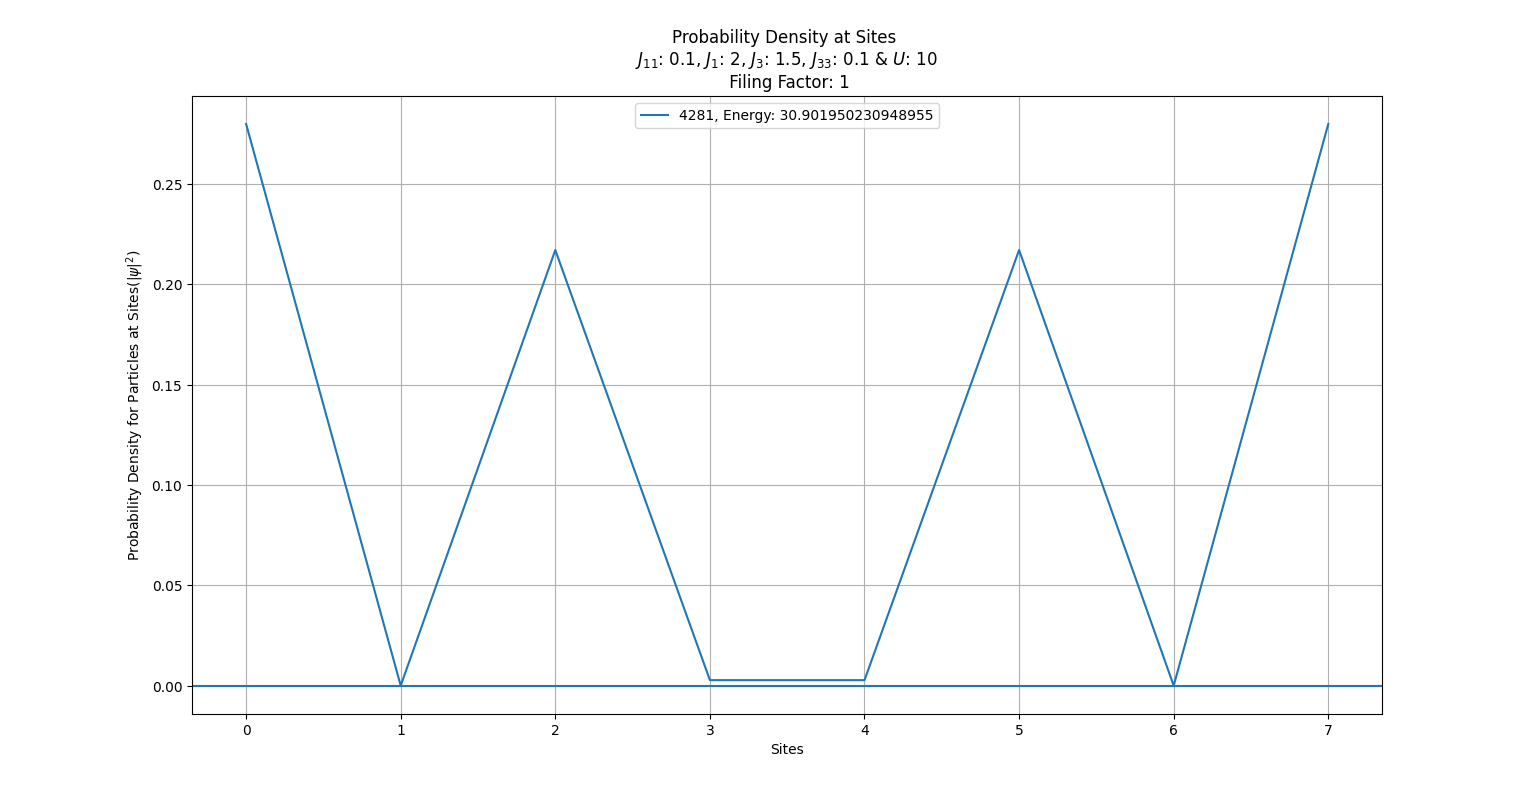 Probability Density at Sites
J₁₁: 0.1, J₁: 2, J₃: 1.5, J₃₃: 0.1 & U: 10
Filing Factor: 1
4281, Energy: 30.901950230948955
Probability Density for Particles at Sites(|ψ|²)
0.25
0.20
0.15
0.10
0.05
0.00
0 1 2 3 4 5 6 7
Sites